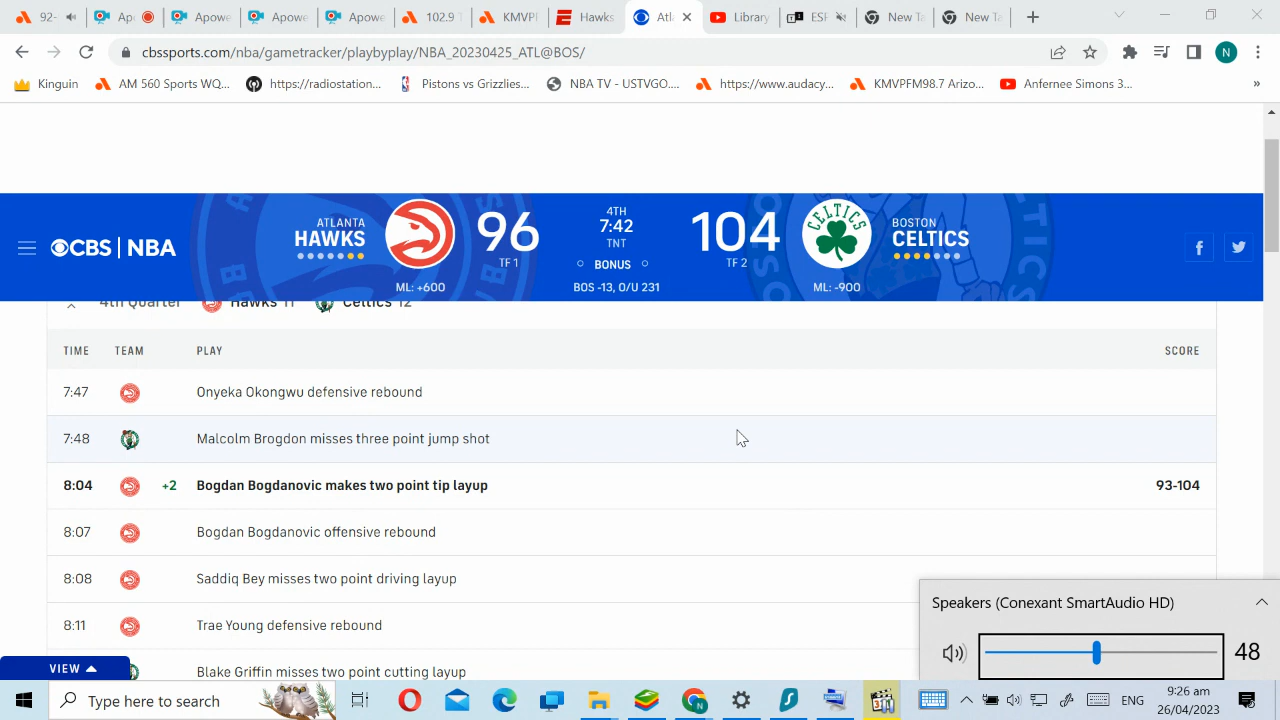 92-
Ap
Apowe
Apowe
Apowe
102.9 T
KMVPI
Hawks
Atl
Library
ESF
New Ta
New Ta
cbssports.com/nba/gametracker/playbyplay/NBA_20230425_ATL@BOS/
N
Kinguin
AM 560 Sports WQ...
https://radiostation...
Pistons vs Grizzlies...
NBA TV - USTVGO....
https://www.audacy...
KMVPFM98.7 Arizo...
Anfernee Simons 3...
»
CBS | NBA
ATLANTA
HAWKS
ML: +600
96
TF 1
4TH
7:42
TNT
BONUS
BOS -13, O/U 231
104
TF 2
CELTICS
ML: -900
BOSTON
CELTICS
4th Quarter Hawks 11 Celtics 12
TIME TEAM PLAY SCORE
7:47 Onyeka Okongwu defensive rebound
7:48 Malcolm Brogdon misses three point jump shot
8:04 +2 Bogdan Bogdanovic makes two point tip layup 93-104
8:07 Bogdan Bogdanovic offensive rebound
8:08 Saddiq Bey misses two point driving layup
8:11 Trae Young defensive rebound
Blake Griffin misses two point cutting layup
VIEW
Speakers (Conexant SmartAudio HD)
48
Type here to search
ENG
9:26 am
26/04/2023